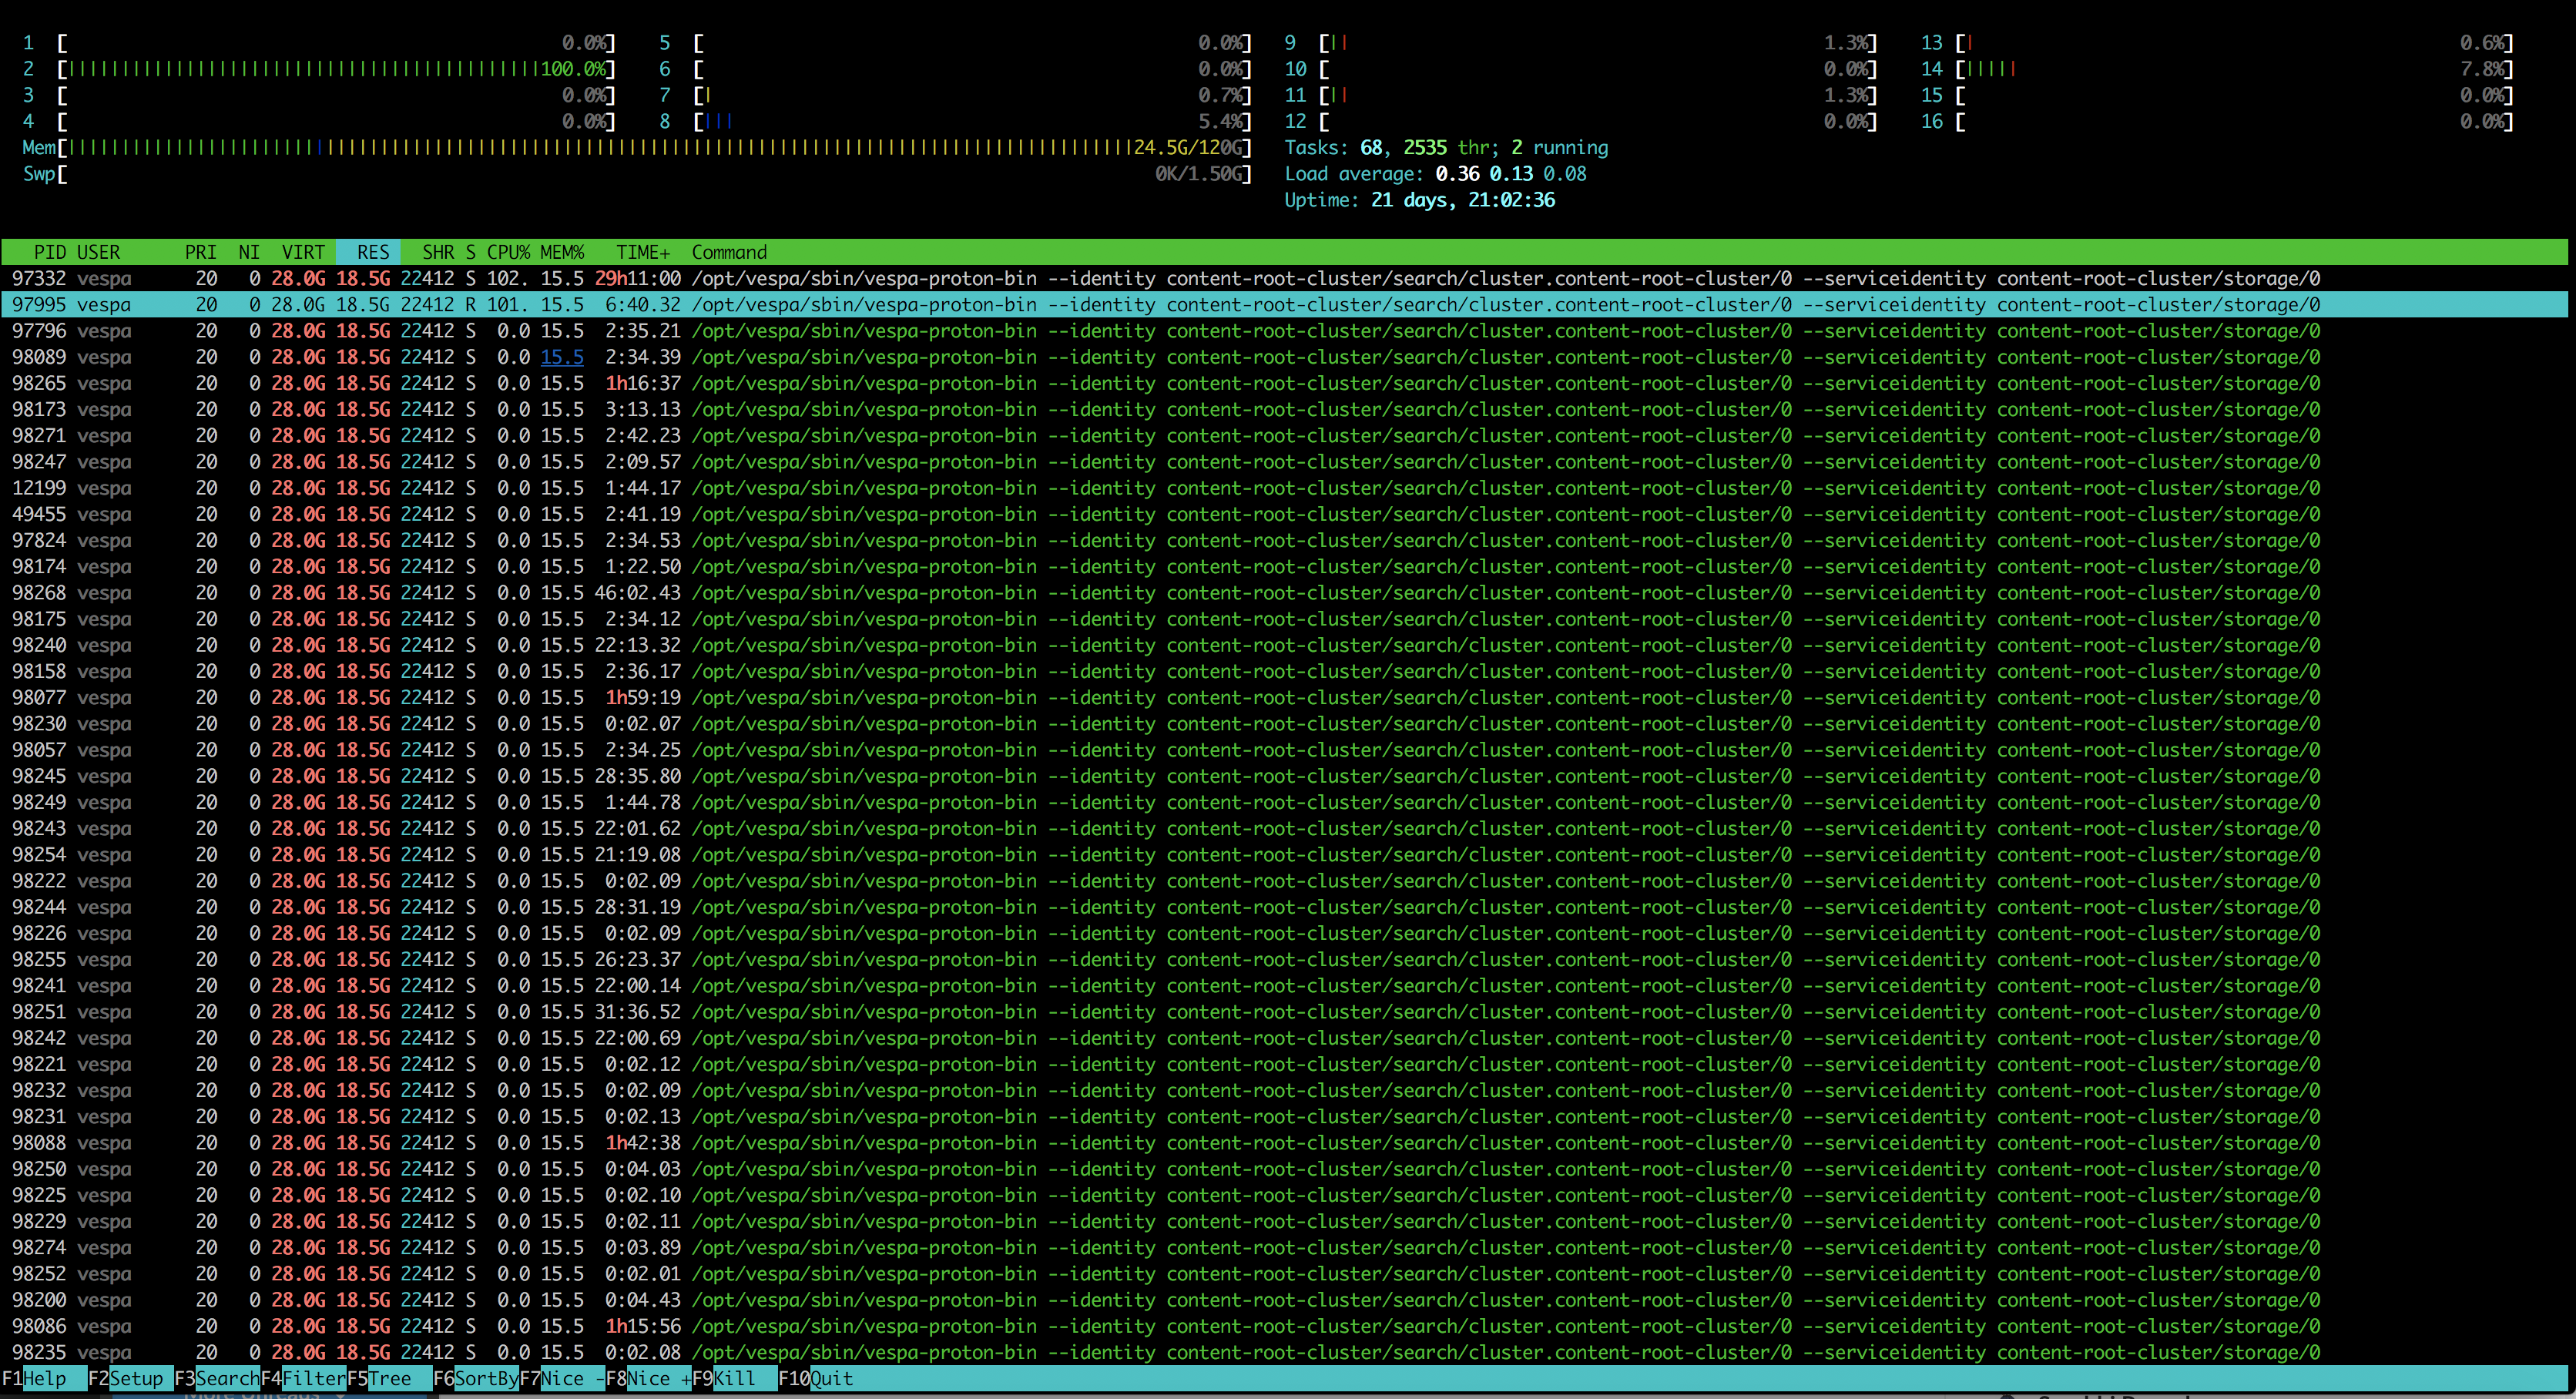 1 [ 0.0%] 5 [ 0.0%] 9 [|| 1.3%] 13 [| 0.6%]
2 [||||||||||||||||||||||||||||||||||||||||||||100.0%] 6 [ 0.0%] 10 [ 0.0%] 14 [||||| 7.8%]
3 [ 0.0%] 7 [| 0.7%] 11 [|| 1.3%] 15 [ 0.0%]
4 [ 0.0%] 8 [||| 5.4%] 12 [ 0.0%] 16 [ 0.0%]
Mem[|||||||||||||||||||||||||||||||||||||||||||||||||||||||||||||||||||||||||||||||||||||||||||||||||||24.5G/120G] Tasks: 68, 2535 thr; 2 running
Swp[ 0K/1.50G] Load average: 0.36 0.13 0.08
Uptime: 21 days, 21:02:36
PID USER PRI NI VIRT RES SHR S CPU% MEM% TIME+ Command
97332 vespa 20 0 28.0G 18.5G 22412 S 102. 15.5 29h11:00 /opt/vespa/sbin/vespa-proton-bin --identity content-root-cluster/search/cluster.content-root-cluster/0 --serviceidentity content-root-cluster/storage/0
97995 vespa 20 0 28.0G 18.5G 22412 R 101. 15.5 6:40.32 /opt/vespa/sbin/vespa-proton-bin --identity content-root-cluster/search/cluster.content-root-cluster/0 --serviceidentity content-root-cluster/storage/0
97796 vespa 20 0 28.0G 18.5G 22412 S 0.0 15.5 2:35.21 /opt/vespa/sbin/vespa-proton-bin --identity content-root-cluster/search/cluster.content-root-cluster/0 --serviceidentity content-root-cluster/storage/0
98089 vespa 20 0 28.0G 18.5G 22412 S 0.0 15.5 2:34.39 /opt/vespa/sbin/vespa-proton-bin --identity content-root-cluster/search/cluster.content-root-cluster/0 --serviceidentity content-root-cluster/storage/0
98265 vespa 20 0 28.0G 18.5G 22412 S 0.0 15.5 1h16:37 /opt/vespa/sbin/vespa-proton-bin --identity content-root-cluster/search/cluster.content-root-cluster/0 --serviceidentity content-root-cluster/storage/0
98173 vespa 20 0 28.0G 18.5G 22412 S 0.0 15.5 3:13.13 /opt/vespa/sbin/vespa-proton-bin --identity content-root-cluster/search/cluster.content-root-cluster/0 --serviceidentity content-root-cluster/storage/0
98271 vespa 20 0 28.0G 18.5G 22412 S 0.0 15.5 2:42.23 /opt/vespa/sbin/vespa-proton-bin --identity content-root-cluster/search/cluster.content-root-cluster/0 --serviceidentity content-root-cluster/storage/0
98247 vespa 20 0 28.0G 18.5G 22412 S 0.0 15.5 2:09.57 /opt/vespa/sbin/vespa-proton-bin --identity content-root-cluster/search/cluster.content-root-cluster/0 --serviceidentity content-root-cluster/storage/0
12199 vespa 20 0 28.0G 18.5G 22412 S 0.0 15.5 1:44.17 /opt/vespa/sbin/vespa-proton-bin --identity content-root-cluster/search/cluster.content-root-cluster/0 --serviceidentity content-root-cluster/storage/0
49455 vespa 20 0 28.0G 18.5G 22412 S 0.0 15.5 2:41.19 /opt/vespa/sbin/vespa-proton-bin --identity content-root-cluster/search/cluster.content-root-cluster/0 --serviceidentity content-root-cluster/storage/0
97824 vespa 20 0 28.0G 18.5G 22412 S 0.0 15.5 2:34.53 /opt/vespa/sbin/vespa-proton-bin --identity content-root-cluster/search/cluster.content-root-cluster/0 --serviceidentity content-root-cluster/storage/0
98174 vespa 20 0 28.0G 18.5G 22412 S 0.0 15.5 1:22.50 /opt/vespa/sbin/vespa-proton-bin --identity content-root-cluster/search/cluster.content-root-cluster/0 --serviceidentity content-root-cluster/storage/0
98268 vespa 20 0 28.0G 18.5G 22412 S 0.0 15.5 46:02.43 /opt/vespa/sbin/vespa-proton-bin --identity content-root-cluster/search/cluster.content-root-cluster/0 --serviceidentity content-root-cluster/storage/0
98175 vespa 20 0 28.0G 18.5G 22412 S 0.0 15.5 2:34.12 /opt/vespa/sbin/vespa-proton-bin --identity content-root-cluster/search/cluster.content-root-cluster/0 --serviceidentity content-root-cluster/storage/0
98240 vespa 20 0 28.0G 18.5G 22412 S 0.0 15.5 22:13.32 /opt/vespa/sbin/vespa-proton-bin --identity content-root-cluster/search/cluster.content-root-cluster/0 --serviceidentity content-root-cluster/storage/0
98158 vespa 20 0 28.0G 18.5G 22412 S 0.0 15.5 2:36.17 /opt/vespa/sbin/vespa-proton-bin --identity content-root-cluster/search/cluster.content-root-cluster/0 --serviceidentity content-root-cluster/storage/0
98077 vespa 20 0 28.0G 18.5G 22412 S 0.0 15.5 1h59:19 /opt/vespa/sbin/vespa-proton-bin --identity content-root-cluster/search/cluster.content-root-cluster/0 --serviceidentity content-root-cluster/storage/0
98230 vespa 20 0 28.0G 18.5G 22412 S 0.0 15.5 0:02.07 /opt/vespa/sbin/vespa-proton-bin --identity content-root-cluster/search/cluster.content-root-cluster/0 --serviceidentity content-root-cluster/storage/0
98057 vespa 20 0 28.0G 18.5G 22412 S 0.0 15.5 2:34.25 /opt/vespa/sbin/vespa-proton-bin --identity content-root-cluster/search/cluster.content-root-cluster/0 --serviceidentity content-root-cluster/storage/0
98245 vespa 20 0 28.0G 18.5G 22412 S 0.0 15.5 28:35.80 /opt/vespa/sbin/vespa-proton-bin --identity content-root-cluster/search/cluster.content-root-cluster/0 --serviceidentity content-root-cluster/storage/0
98249 vespa 20 0 28.0G 18.5G 22412 S 0.0 15.5 1:44.78 /opt/vespa/sbin/vespa-proton-bin --identity content-root-cluster/search/cluster.content-root-cluster/0 --serviceidentity content-root-cluster/storage/0
98243 vespa 20 0 28.0G 18.5G 22412 S 0.0 15.5 22:01.62 /opt/vespa/sbin/vespa-proton-bin --identity content-root-cluster/search/cluster.content-root-cluster/0 --serviceidentity content-root-cluster/storage/0
98254 vespa 20 0 28.0G 18.5G 22412 S 0.0 15.5 21:19.08 /opt/vespa/sbin/vespa-proton-bin --identity content-root-cluster/search/cluster.content-root-cluster/0 --serviceidentity content-root-cluster/storage/0
98222 vespa 20 0 28.0G 18.5G 22412 S 0.0 15.5 0:02.09 /opt/vespa/sbin/vespa-proton-bin --identity content-root-cluster/search/cluster.content-root-cluster/0 --serviceidentity content-root-cluster/storage/0
98244 vespa 20 0 28.0G 18.5G 22412 S 0.0 15.5 28:31.19 /opt/vespa/sbin/vespa-proton-bin --identity content-root-cluster/search/cluster.content-root-cluster/0 --serviceidentity content-root-cluster/storage/0
98226 vespa 20 0 28.0G 18.5G 22412 S 0.0 15.5 0:02.09 /opt/vespa/sbin/vespa-proton-bin --identity content-root-cluster/search/cluster.content-root-cluster/0 --serviceidentity content-root-cluster/storage/0
98255 vespa 20 0 28.0G 18.5G 22412 S 0.0 15.5 26:23.37 /opt/vespa/sbin/vespa-proton-bin --identity content-root-cluster/search/cluster.content-root-cluster/0 --serviceidentity content-root-cluster/storage/0
98241 vespa 20 0 28.0G 18.5G 22412 S 0.0 15.5 22:00.14 /opt/vespa/sbin/vespa-proton-bin --identity content-root-cluster/search/cluster.content-root-cluster/0 --serviceidentity content-root-cluster/storage/0
98251 vespa 20 0 28.0G 18.5G 22412 S 0.0 15.5 31:36.52 /opt/vespa/sbin/vespa-proton-bin --identity content-root-cluster/search/cluster.content-root-cluster/0 --serviceidentity content-root-cluster/storage/0
98242 vespa 20 0 28.0G 18.5G 22412 S 0.0 15.5 22:00.69 /opt/vespa/sbin/vespa-proton-bin --identity content-root-cluster/search/cluster.content-root-cluster/0 --serviceidentity content-root-cluster/storage/0
98221 vespa 20 0 28.0G 18.5G 22412 S 0.0 15.5 0:02.12 /opt/vespa/sbin/vespa-proton-bin --identity content-root-cluster/search/cluster.content-root-cluster/0 --serviceidentity content-root-cluster/storage/0
98232 vespa 20 0 28.0G 18.5G 22412 S 0.0 15.5 0:02.09 /opt/vespa/sbin/vespa-proton-bin --identity content-root-cluster/search/cluster.content-root-cluster/0 --serviceidentity content-root-cluster/storage/0
98231 vespa 20 0 28.0G 18.5G 22412 S 0.0 15.5 0:02.13 /opt/vespa/sbin/vespa-proton-bin --identity content-root-cluster/search/cluster.content-root-cluster/0 --serviceidentity content-root-cluster/storage/0
98088 vespa 20 0 28.0G 18.5G 22412 S 0.0 15.5 1h42:38 /opt/vespa/sbin/vespa-proton-bin --identity content-root-cluster/search/cluster.content-root-cluster/0 --serviceidentity content-root-cluster/storage/0
98250 vespa 20 0 28.0G 18.5G 22412 S 0.0 15.5 0:04.03 /opt/vespa/sbin/vespa-proton-bin --identity content-root-cluster/search/cluster.content-root-cluster/0 --serviceidentity content-root-cluster/storage/0
98225 vespa 20 0 28.0G 18.5G 22412 S 0.0 15.5 0:02.10 /opt/vespa/sbin/vespa-proton-bin --identity content-root-cluster/search/cluster.content-root-cluster/0 --serviceidentity content-root-cluster/storage/0
98229 vespa 20 0 28.0G 18.5G 22412 S 0.0 15.5 0:02.11 /opt/vespa/sbin/vespa-proton-bin --identity content-root-cluster/search/cluster.content-root-cluster/0 --serviceidentity content-root-cluster/storage/0
98274 vespa 20 0 28.0G 18.5G 22412 S 0.0 15.5 0:03.89 /opt/vespa/sbin/vespa-proton-bin --identity content-root-cluster/search/cluster.content-root-cluster/0 --serviceidentity content-root-cluster/storage/0
98252 vespa 20 0 28.0G 18.5G 22412 S 0.0 15.5 0:02.01 /opt/vespa/sbin/vespa-proton-bin --identity content-root-cluster/search/cluster.content-root-cluster/0 --serviceidentity content-root-cluster/storage/0
98200 vespa 20 0 28.0G 18.5G 22412 S 0.0 15.5 0:04.43 /opt/vespa/sbin/vespa-proton-bin --identity content-root-cluster/search/cluster.content-root-cluster/0 --serviceidentity content-root-cluster/storage/0
98086 vespa 20 0 28.0G 18.5G 22412 S 0.0 15.5 1h15:56 /opt/vespa/sbin/vespa-proton-bin --identity content-root-cluster/search/cluster.content-root-cluster/0 --serviceidentity content-root-cluster/storage/0
98235 vespa 20 0 28.0G 18.5G 22412 S 0.0 15.5 0:02.08 /opt/vespa/sbin/vespa-proton-bin --identity content-root-cluster/search/cluster.content-root-cluster/0 --serviceidentity content-root-cluster/storage/0
F1Help F2Setup F3SearchF4FilterF5Tree F6SortByF7Nice -F8Nice +F9Kill F10Quit